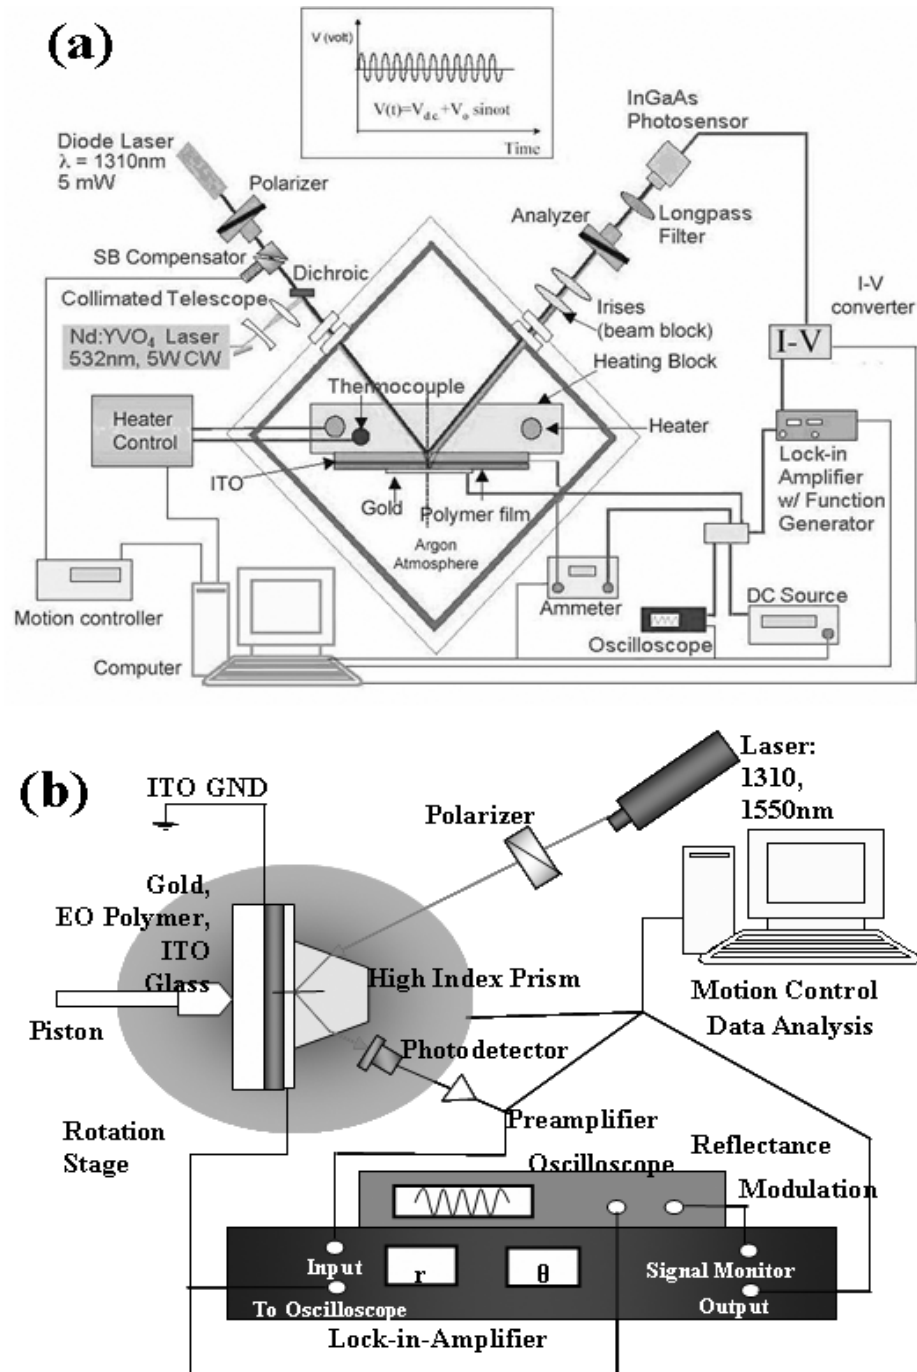 (a)
V (volt)
V(t)=V d.c. +V o sinωt
Time
Diode Laser
λ = 1310nm
5 mW
Polarizer
SB Compensator
Dichroic
Collimated Telescope
Nd:YVO4 Laser
532nm, 5W CW
InGaAs
Photosensor
Analyzer
Longpass
Filter
Irises
(beam block)
I-V
converter
I-V
Heating Block
Thermocouple
Heater
Heater
Control
ITO
Gold
Polymer film
Argon
Atmosphere
Lock-in
Amplifier
w/ Function
Generator
Motion controller
Computer
Ammeter
Oscilloscope
DC Source
(b)
ITO GND
Laser:
1310,
1550nm
Polarizer
Gold,
EO Polymer,
ITO
Glass
High Index Prism
Piston
Motion Control
Data Analysis
Photodetector
Preamplifier
Rotation
Stage
Reflectance
Oscilloscope
Modulation
Input
r
θ
Signal Monitor
To Oscilloscope
Output
Lock-in-Amplifier